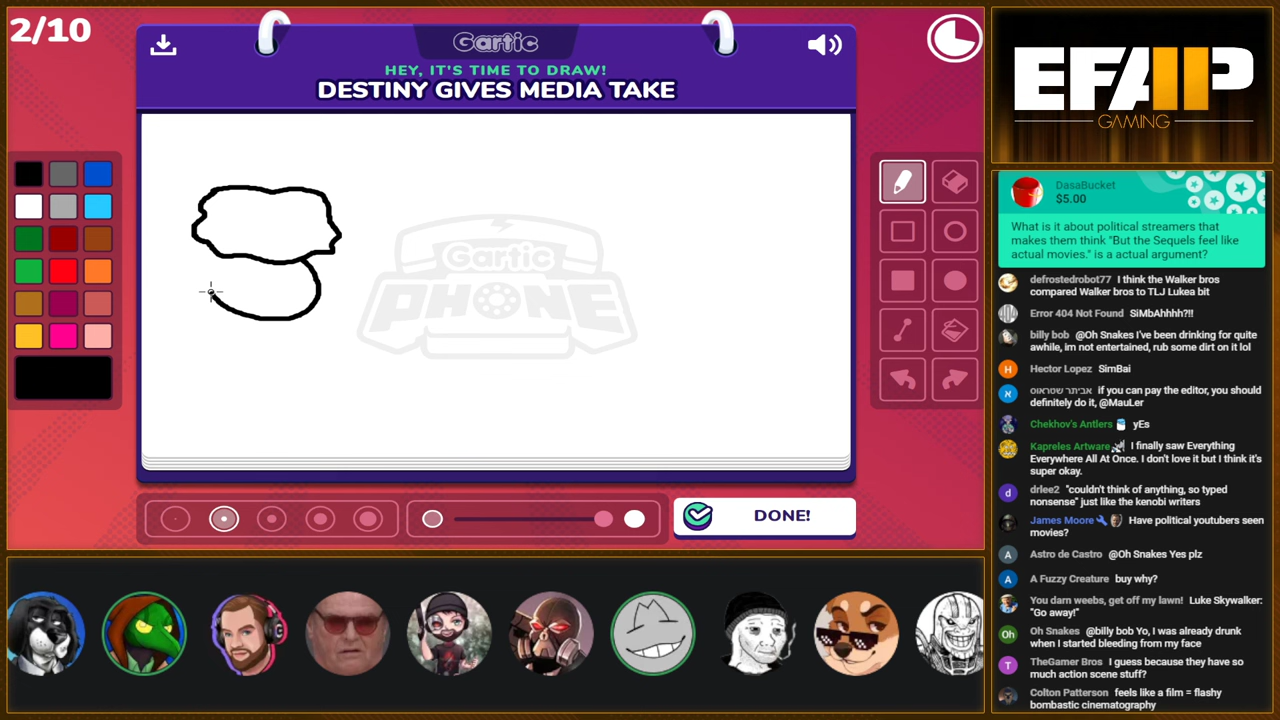 2/10
Gartic
HEY, IT'S TIME TO DRAW!
DESTINY GIVES MEDIA TAKE
Gartic
PHONE
DONE!
EFAP
GAMING
DasaBucket
$5.00
What is it about political streamers that
makes them think "But the Sequels feel like
actual movies." is a actual argument?
defrostedrobot77 I think the Walker bros
compared Walker bros to TLJ Lukea bit
Error 404 Not Found SiMbAhhhh?!!
billy bob @Oh Snakes I've been drinking for quite
awhile, im not entertained, rub some dirt on it lol
Hector Lopez SimBai
אביתר שטראוס if you can pay the editor, you should
definitely do it, @MauLer
Chekhov's Antlers yEs
Kapreles Artware I finally saw Everything
Everywhere All At Once. I don't love it but I think it's
super okay.
drlee2 "couldn't think of anything, so typed
nonsense" just like the kenobi writers
James Moore Have political youtubers seen
movies?
Astro de Castro @Oh Snakes Yes plz
A Fuzzy Creature buy why?
You darn weebs, get off my lawn! Luke Skywalker:
"Go away!"
Oh Snakes @billy bob Yo, I was already drunk
when I started bleeding from my face
TheGamer Bros I guess because they have so
much action scene stuff?
Colton Patterson feels like a film = flashy
bombastic cinematography